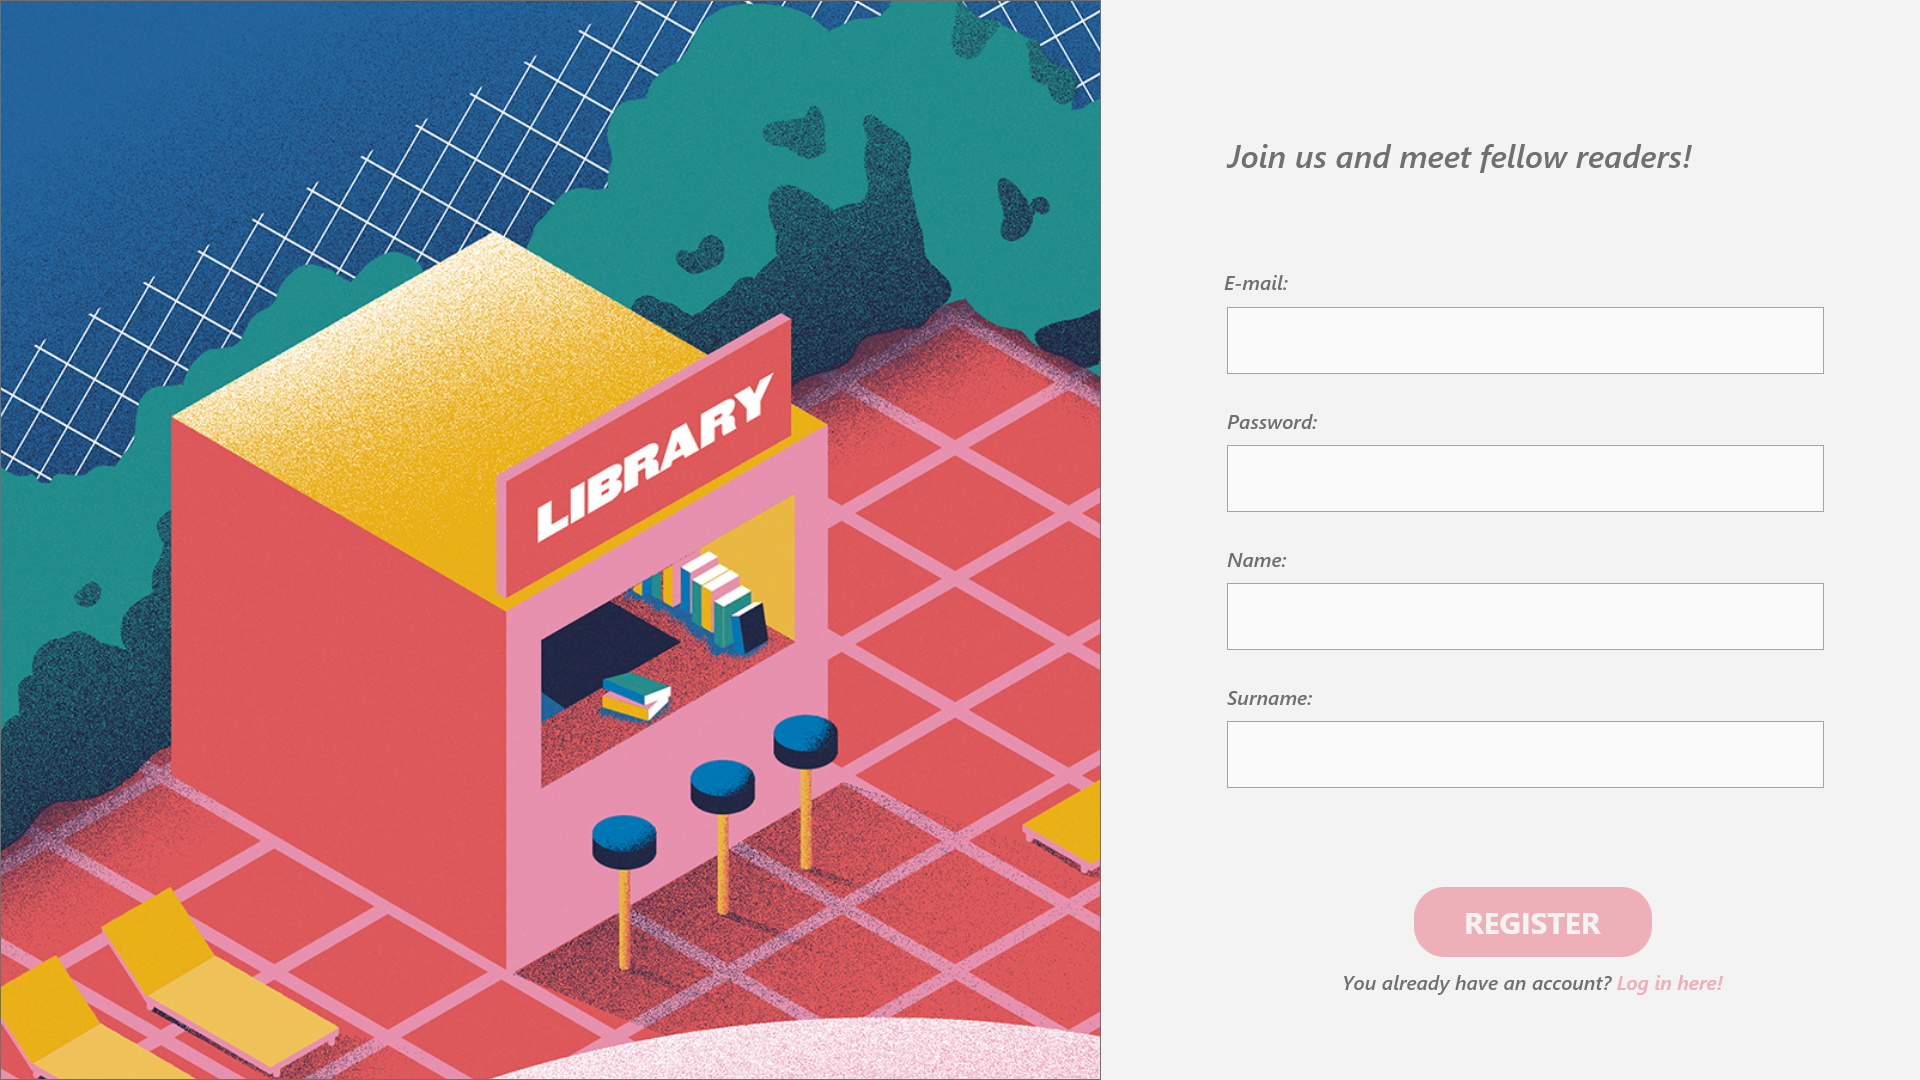 LIBRARY
Join us and meet fellow readers!
E-mail:
Password:
Name:
Surname:
REGISTER
You already have an account? Log in here!